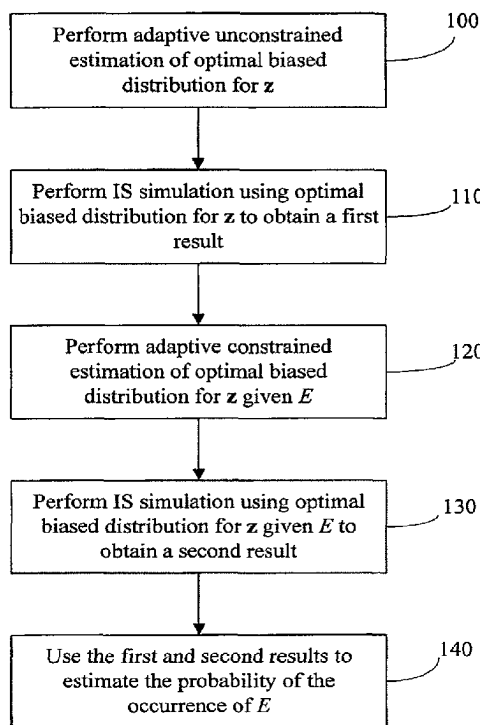 Perform adaptive unconstrained
estimation of optimal biased
distribution for z
100
Perform IS simulation using optimal
biased distribution for z to obtain a first
result
110
Perform adaptive constrained
estimation of optimal biased
distribution for z given E
120
Perform IS simulation using optimal
biased distribution for z given E to
obtain a second result
130
Use the first and second results to
estimate the probability of the
occurrence of E
140